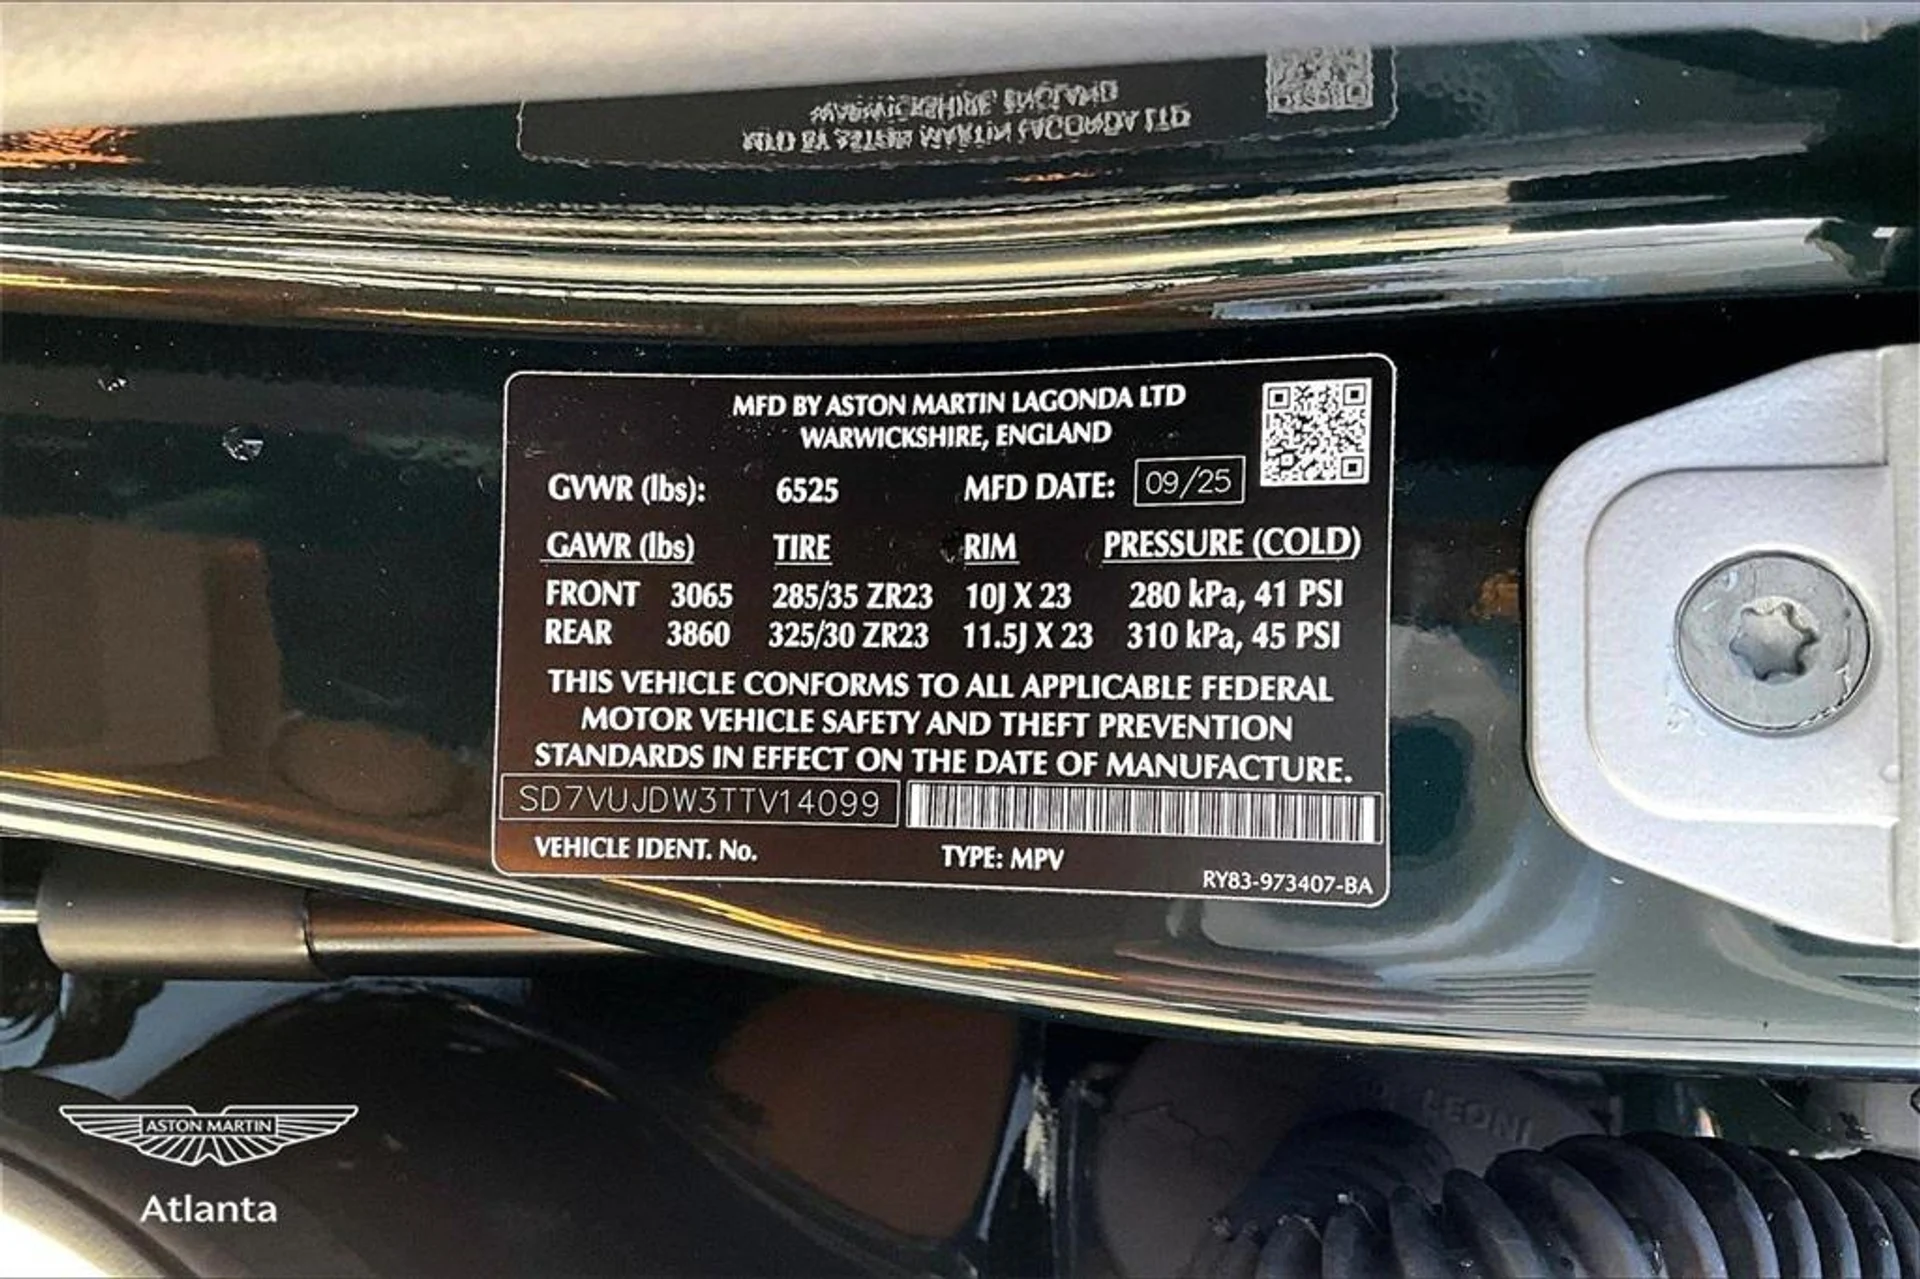 MFD BY ASTON MARTIN LAGONDA LTD
WARWICKSHIRE, ENGLAND
GVWR (lbs): 6525 MFD DATE: 09/25
GAWR (lbs) TIRE RIM PRESSURE (COLD)
FRONT 3065 285/35 ZR23 10J X 23 280 kPa, 41 PSI
REAR 3860 325/30 ZR23 11.5J X 23 310 kPa, 45 PSI
THIS VEHICLE CONFORMS TO ALL APPLICABLE FEDERAL
MOTOR VEHICLE SAFETY AND THEFT PREVENTION
STANDARDS IN EFFECT ON THE DATE OF MANUFACTURE.
SD7VUJDW3TTV14099
VEHICLE IDENT. No. TYPE: MPV
RY83-973407-BA
LEONI
ASTON MARTIN
Atlanta